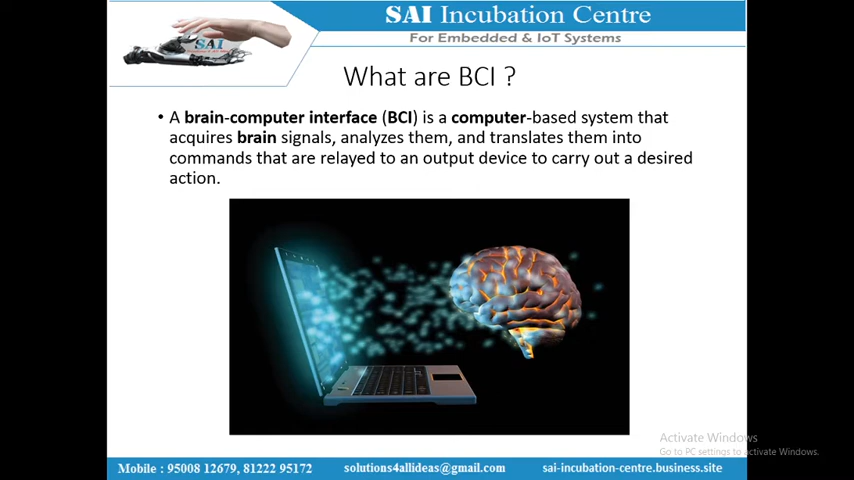 SAI Incubation Centre
For Embedded & IoT Systems
SAI
What are BCI ?
• A brain-computer interface (BCI) is a computer-based system that
acquires brain signals, analyzes them, and translates them into
commands that are relayed to an output device to carry out a desired
action.
Activate Windows
Go to PC settings to activate Windows.
Mobile : 95008 12679, 81222 95172
solutions4allideas@gmail.com
sai-incubation-centre.business.site